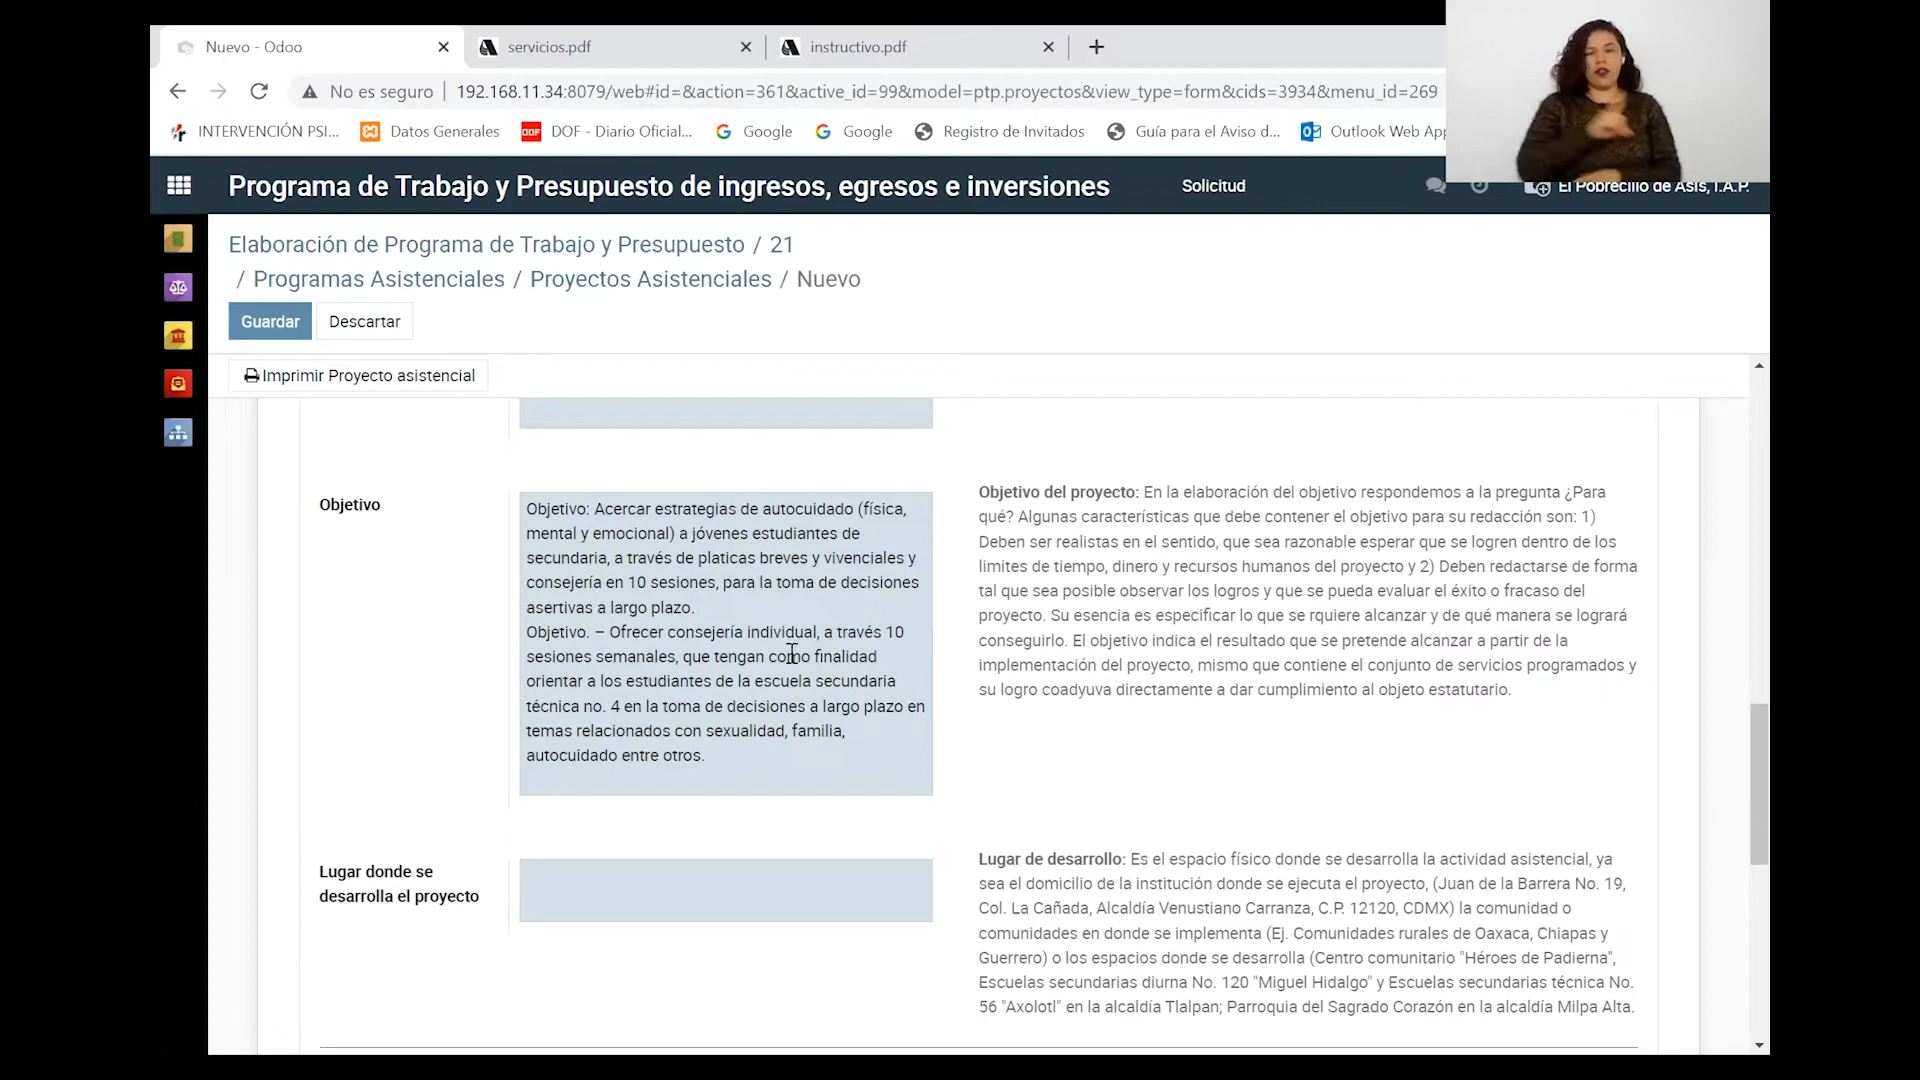 Nuevo - Odoo
servicios.pdf
instructivo.pdf
No es seguro
192.168.11.34:8079/web#id=&action=361&active_id=99&model=ptp.proyectos&view_type=form&cids=3934&menu_id=269
INTERVENCIÓN PSI...
Datos Generales
DOF - Diario Oficial...
Google
Google
Registro de Invitados
Guía para el Aviso d...
Outlook Web App
Programa de Trabajo y Presupuesto de ingresos, egresos e inversiones
Solicitud
El Pobrecillo de Asís, I.A.P.
Elaboración de Programa de Trabajo y Presupuesto / 21
/ Programas Asistenciales / Proyectos Asistenciales / Nuevo
Guardar
Descartar
Imprimir Proyecto asistencial
Objetivo
Objetivo: Acercar estrategias de autocuidado (física,
mental y emocional) a jóvenes estudiantes de
secundaria, a través de platicas breves y vivenciales y
consejería en 10 sesiones, para la toma de decisiones
asertivas a largo plazo.
Objetivo. – Ofrecer consejería individual, a través 10
sesiones semanales, que tengan como finalidad
orientar a los estudiantes de la escuela secundaria
técnica no. 4 en la toma de decisiones a largo plazo en
temas relacionados con sexualidad, familia,
autocuidado entre otros.
Objetivo del proyecto: En la elaboración del objetivo respondemos a la pregunta ¿Para
qué? Algunas características que debe contener el objetivo para su redacción son: 1)
Deben ser realistas en el sentido, que sea razonable esperar que se logren dentro de los
limites de tiempo, dinero y recursos humanos del proyecto y 2) Deben redactarse de forma
tal que sea posible observar los logros y que se pueda evaluar el éxito o fracaso del
proyecto. Su esencia es especificar lo que se rquiere alcanzar y de qué manera se logrará
conseguirlo. El objetivo indica el resultado que se pretende alcanzar a partir de la
implementación del proyecto, mismo que contiene el conjunto de servicios programados y
su logro coadyuva directamente a dar cumplimiento al objeto estatutario.
Lugar donde se
desarrolla el proyecto
Lugar de desarrollo: Es el espacio físico donde se desarrolla la actividad asistencial, ya
sea el domicilio de la institución donde se ejecuta el proyecto, (Juan de la Barrera No. 19,
Col. La Cañada, Alcaldía Venustiano Carranza, C.P. 12120, CDMX) la comunidad o
comunidades en donde se implementa (Ej. Comunidades rurales de Oaxaca, Chiapas y
Guerrero) o los espacios donde se desarrolla (Centro comunitario "Héroes de Padierna",
Escuelas secundarias diurna No. 120 "Miguel Hidalgo" y Escuelas secundarias técnica No.
56 "Axolotl" en la alcaldía Tlalpan; Parroquia del Sagrado Corazón en la alcaldía Milpa Alta.